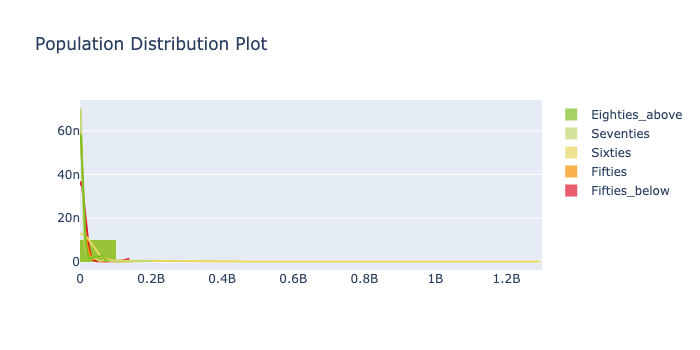 Population Distribution Plot
60n
40n
20n
0
0 0.2B 0.4B 0.6B 0.8B 1B 1.2B
Eighties_above
Seventies
Sixties
Fifties
Fifties_below